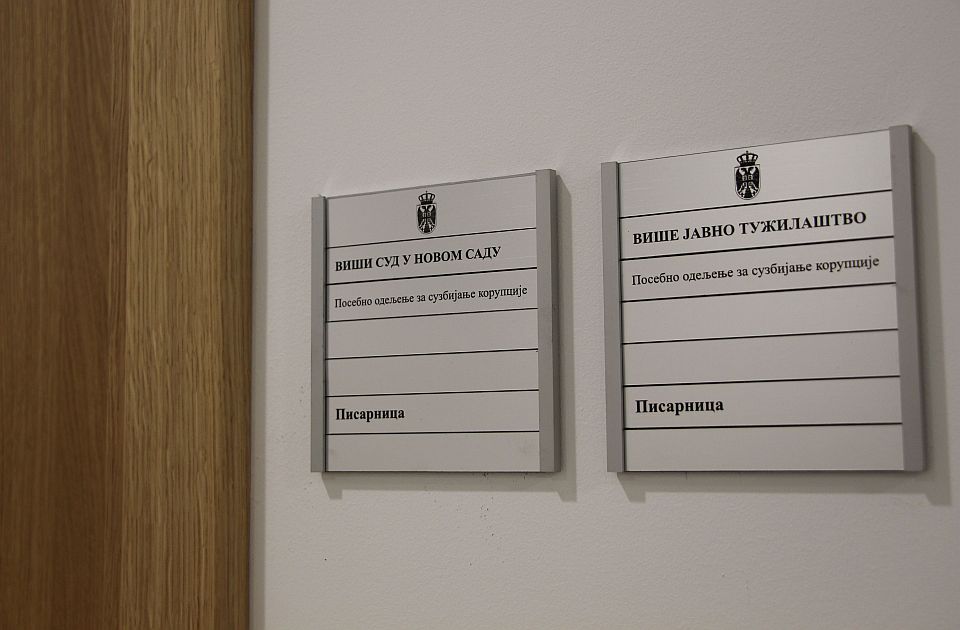 ВИШИ СУД У НОВОМ САДУ
Посебно одељење за сузбијање корупције
Писарница
ВИШЕ ЈАВНО ТУЖИЛАШТВО
Посебно одељење за сузбијање корупције
Писарница